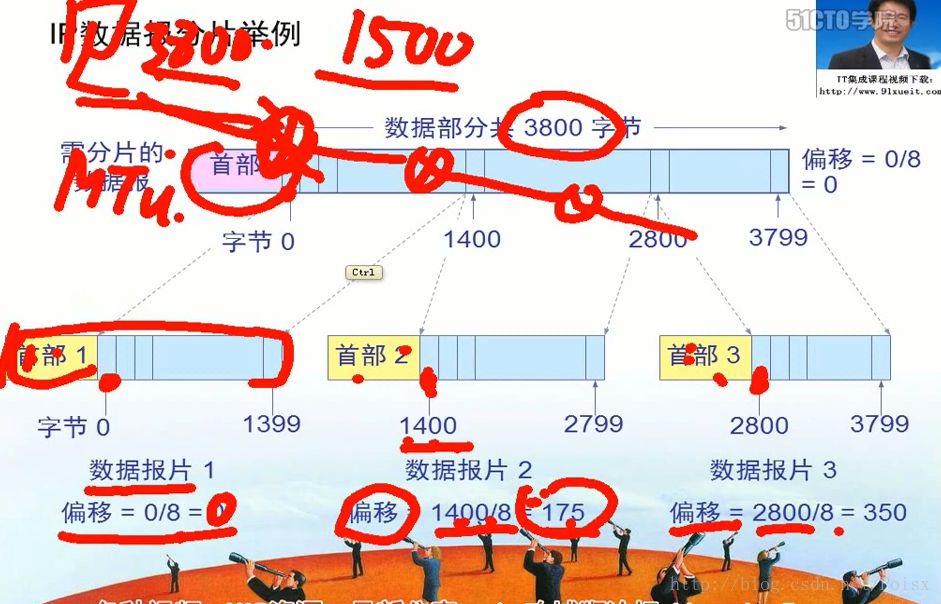 IP数据报分片举例
51CTO学院
IT集成课程视频下载:
http://www.91xueit.com
IP 3800. 1500
MTU.
数据部分共 3800 字节
需分片的
数据报
首部
偏移 = 0/8
= 0
字节 0
1400
2800
3799
Ctrl
首部 1
首部 2
首部 3
字节 0
1399
1400
2799
2800
3799
数据报片 1
数据报片 2
数据报片 3
偏移 = 0/8 = 0
偏移 = 1400/8 = 175
偏移 = 2800/8 = 350